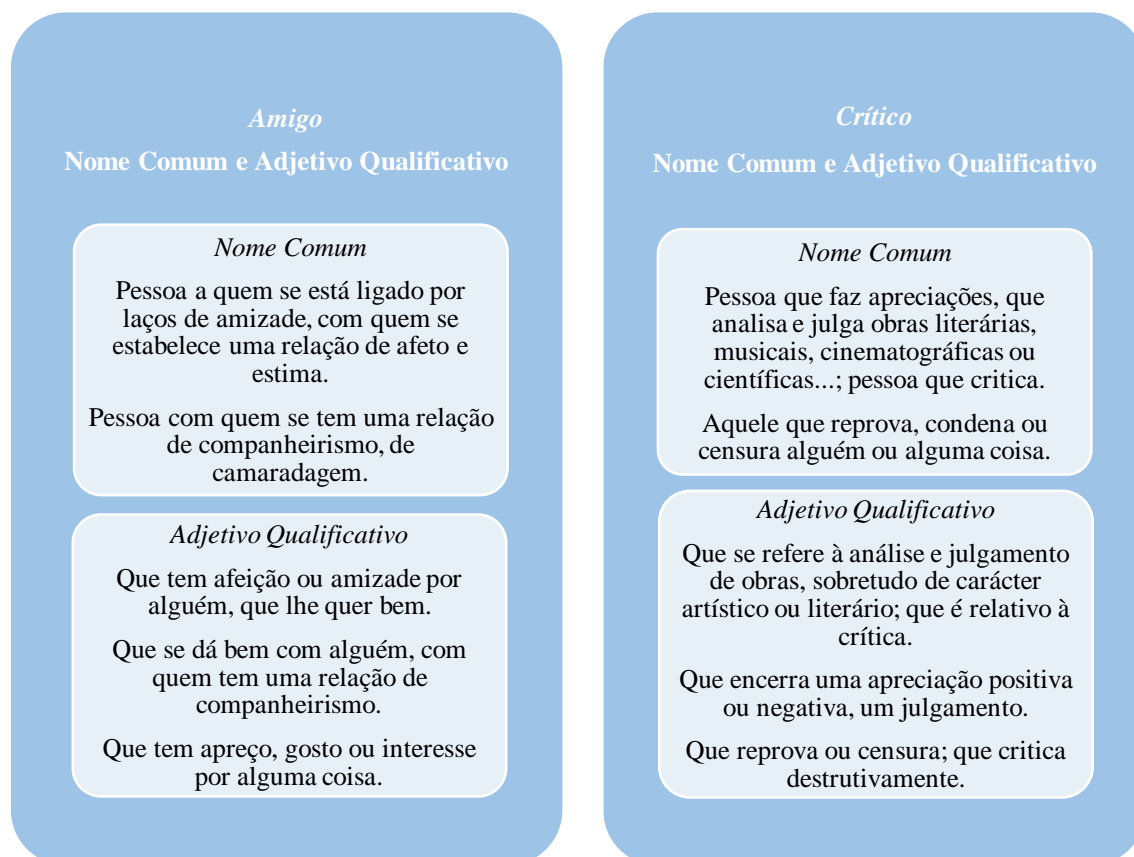 Amigo
Nome Comum e Adjetivo Qualificativo
Nome Comum
Pessoa a quem se está ligado por
laços de amizade, com quem se
estabelece uma relação de afeto e
estima.
Pessoa com quem se tem uma relação
de companheirismo, de
camaradagem.
Adjetivo Qualificativo
Que tem afeição ou amizade por
alguém, que lhe quer bem.
Que se dá bem com alguém, com
quem tem uma relação de
companheirismo.
Que tem apreço, gosto ou interesse
por alguma coisa.
Crítico
Nome Comum e Adjetivo Qualificativo
Nome Comum
Pessoa que faz apreciações, que
analisa e julga obras literárias,
musicais, cinematográficas ou
científicas...; pessoa que critica.
Aquele que reprova, condena ou
censura alguém ou alguma coisa.
Adjetivo Qualificativo
Que se refere à análise e julgamento
de obras, sobretudo de carácter
artístico ou literário; que é relativo à
crítica.
Que encerra uma apreciação positiva
ou negativa, um julgamento.
Que reprova ou censura; que critica
destrutivamente.